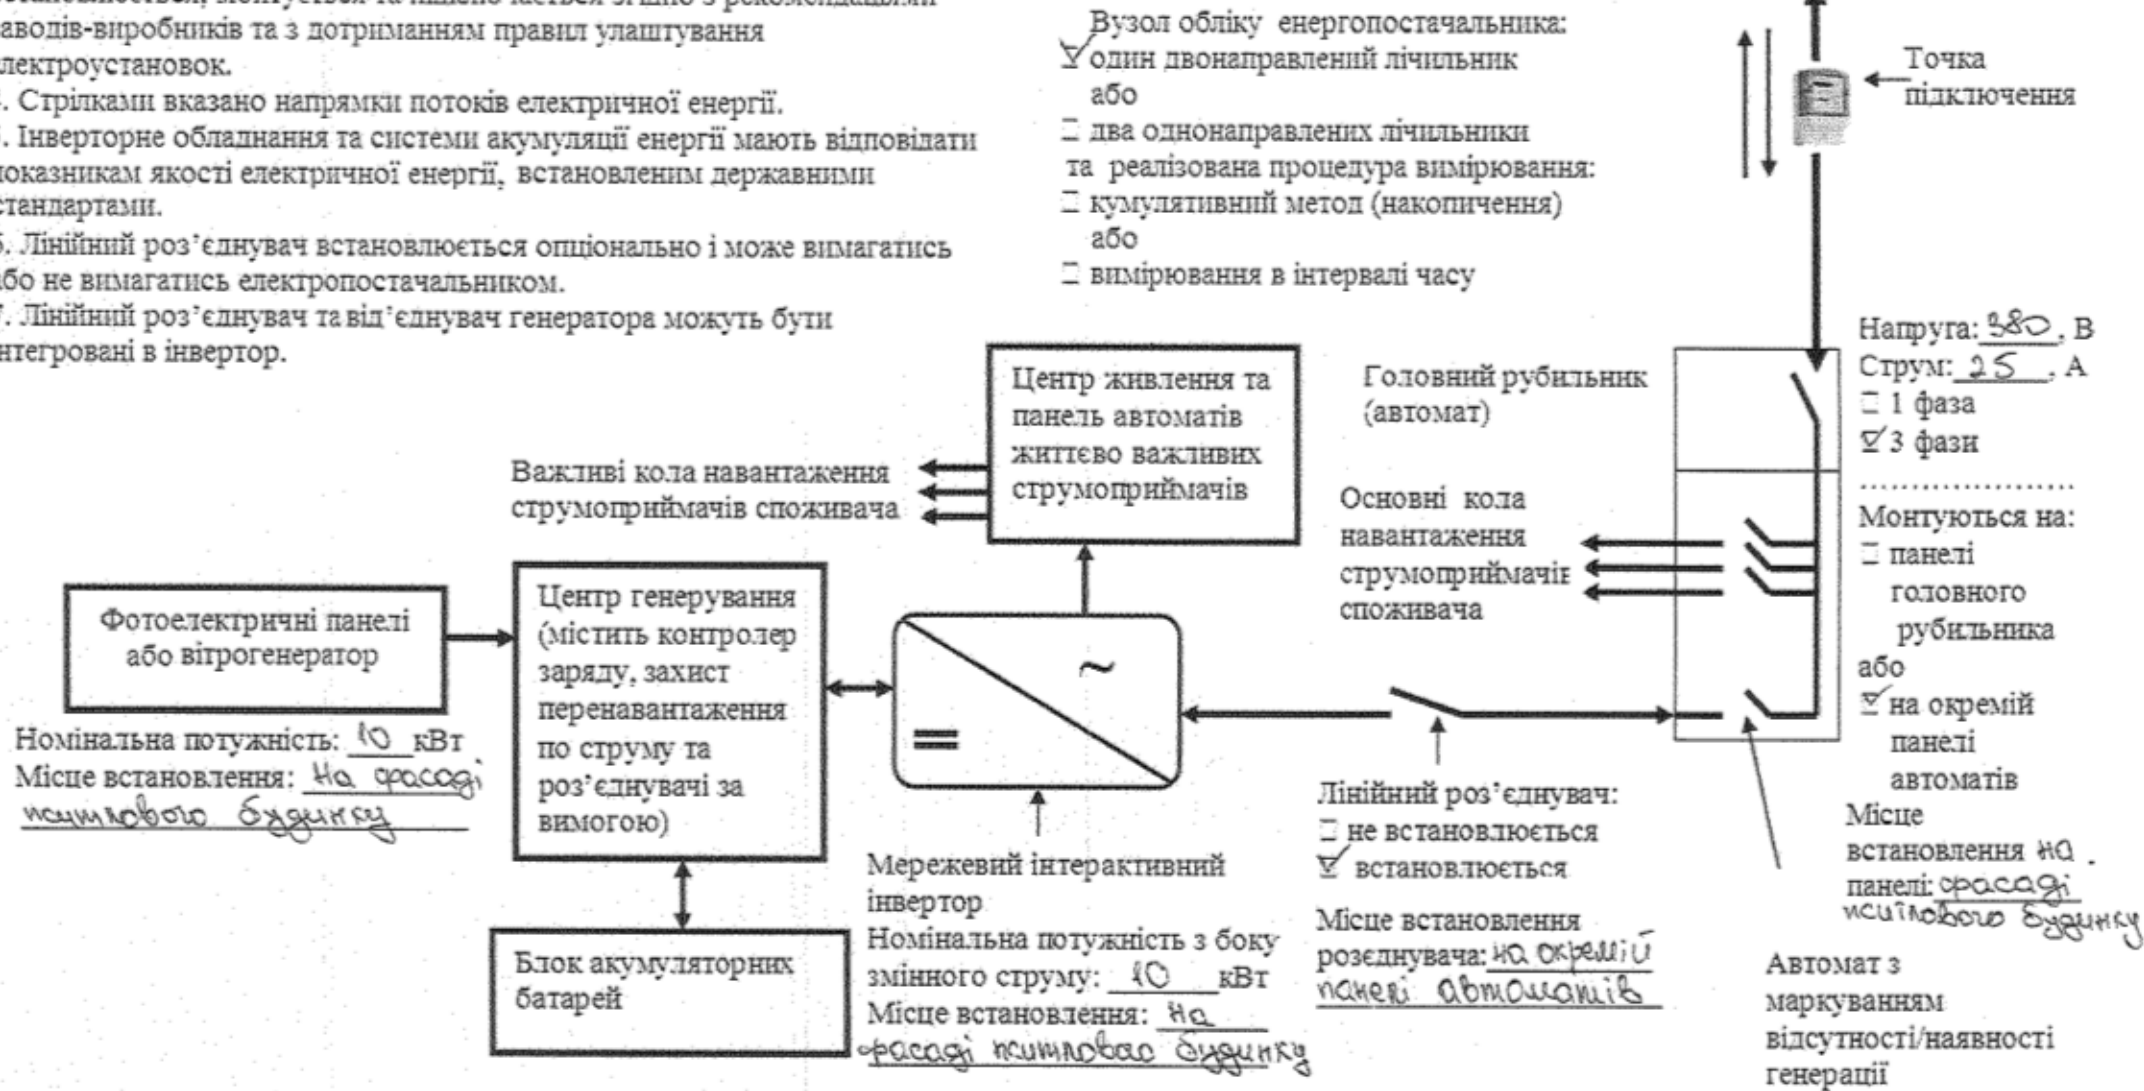 заводів-виробників та з дотриманням правил улаштування
електроустановок.
. Стрілками вказано напрямки потоків електричної енергії.
. Інверторне обладнання та системи акумуляції енергії мають відповідати
показникам якості електричної енергії, встановленим державними
стандартами.
6. Лінійний роз’єднувач встановлюється опціонально і може вимагатись
або не вимагатись електропостачальником.
7. Лінійний роз’єднувач та від’єднувач генератора можуть бути
інтегровані в інвертор.
Вузол обліку енергопостачальника:
один двонаправлений лічильник
або
два однонаправлених лічильники
та реалізована процедура вимірювання:
кумулятивний метод (накопичення)
або
вимірювання в інтервалі часу
Точка
підключення
Напруга: 380, В
Струм: 25, А
1 фаза
3 фази
Монтуються на:
панелі
головного
рубильника
або
на окремій
панелі
автоматів
Місце
встановлення на
панелі: фасаді
житлового будинку
Головний рубильник
(автомат)
Основні кола
навантаження
струмоприймачів
споживача
Центр живлення та
панель автоматів
життєво важливих
струмоприймачів
Важливі кола навантаження
струмоприймачів споживача
Фотоелектричні панелі
або вітрогенератор
Номінальна потужність: 10 кВт
Місце встановлення: На фасаді
житлового будинку
Центр генерування
(містить контролер
заряду, захист
перенавантаження
по струму та
роз’єднувачі за
вимогою)
~
=
Блок акумуляторних
батарей
Мережевий інтерактивний
інвертор
Номінальна потужність з боку
змінного струму: 10 кВт
Місце встановлення: На
фасаді житловао будинку
Лінійний роз’єднувач:
не встановлюється
встановлюється
Місце встановлення
розєднувача: на окремій
панелі автоматів
Автомат з
маркуванням
відсутності/наявності
генерації